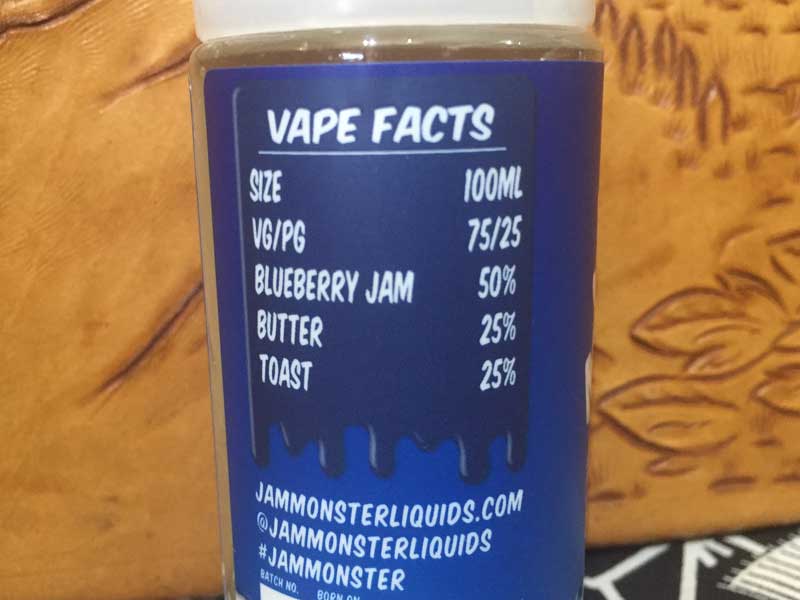 VAPE FACTS
SIZE 100ML
VG/PG 75/25
BLUEBERRY JAM 50%
BUTTER 25%
TOAST 25%
JAMMONSTERLIQUIDS.COM
@JAMMONSTERLIQUIDS
#JAMMONSTER
BATCH NO. BORN ON